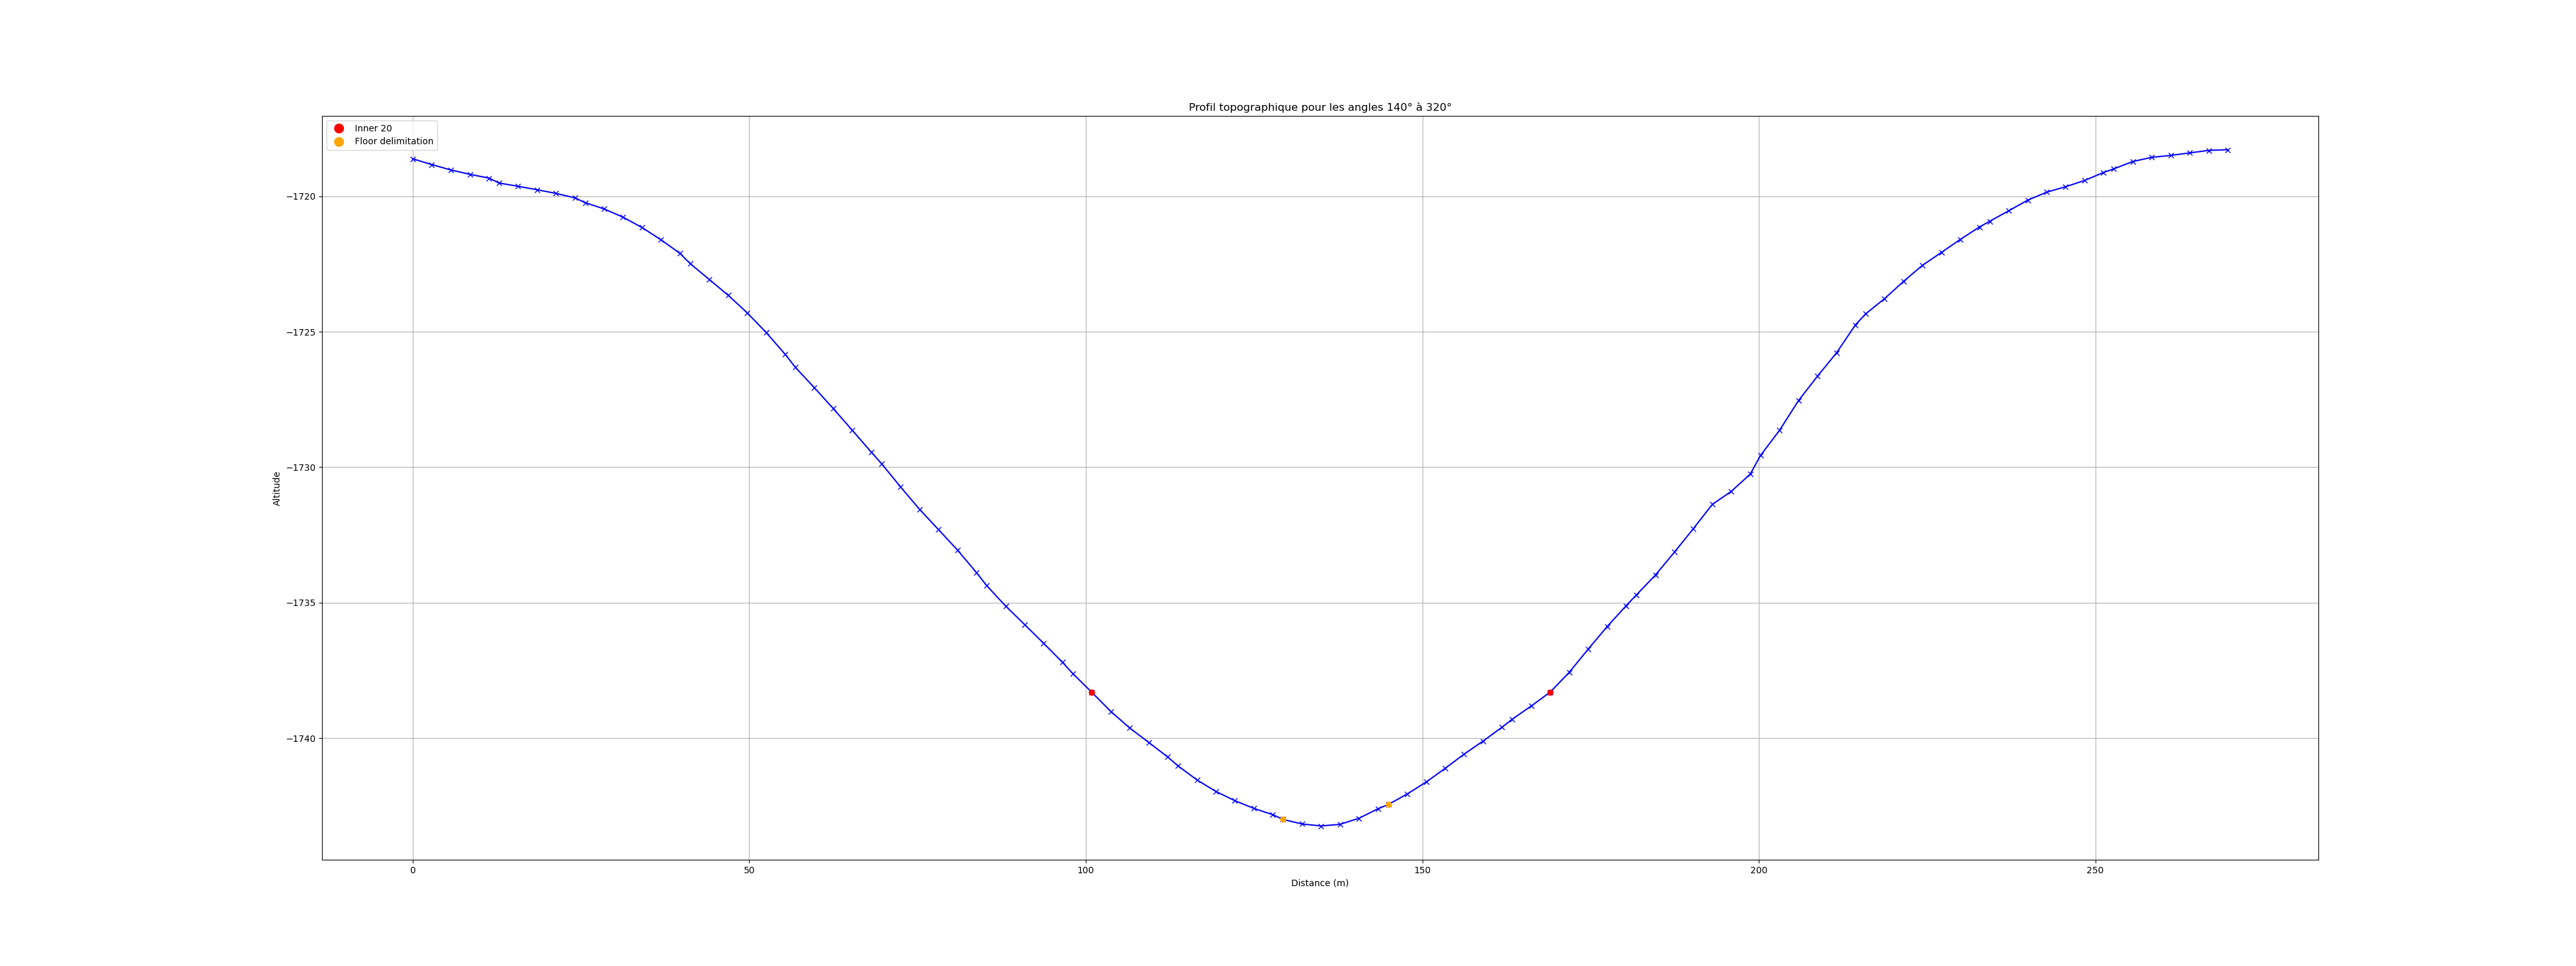 Profil topographique pour les angles 140° à 320°
Inner 20
Floor delimitation
−1720
−1725
−1730
−1735
−1740
Altitude
0 50 100 150 200 250
Distance (m)